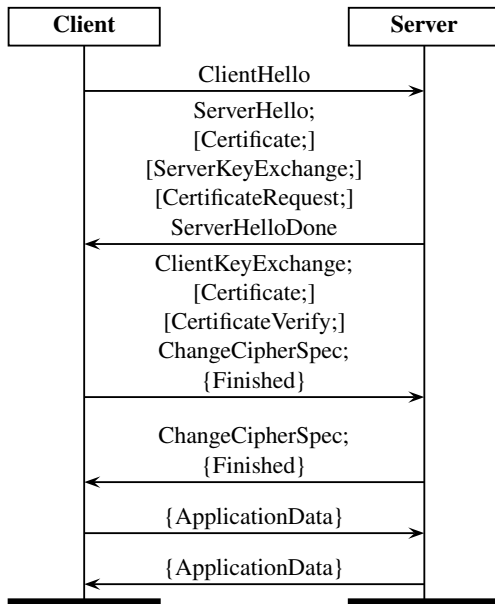 Client
Server
ClientHello
ServerHello;
[Certificate;]
[ServerKeyExchange;]
[CertificateRequest;]
ServerHelloDone
ClientKeyExchange;
[Certificate;]
[CertificateVerify;]
ChangeCipherSpec;
{Finished}
ChangeCipherSpec;
{Finished}
{ApplicationData}
{ApplicationData}